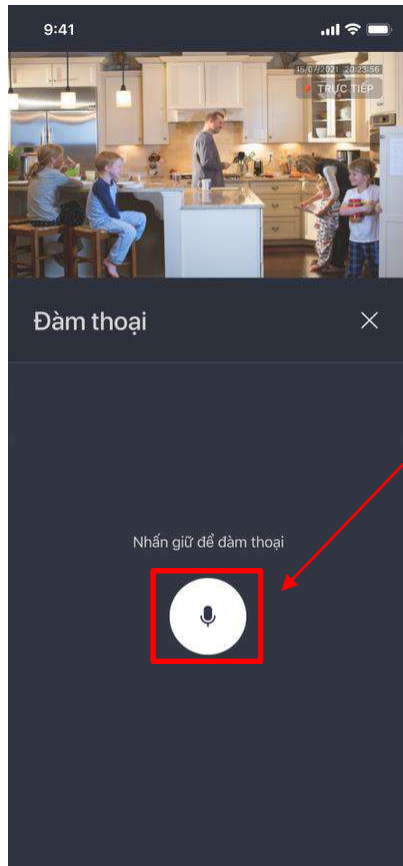 9:41
15/07/2021 20:23:56
TRỰC TIẾP
Đàm thoại
Nhấn giữ để đàm thoại